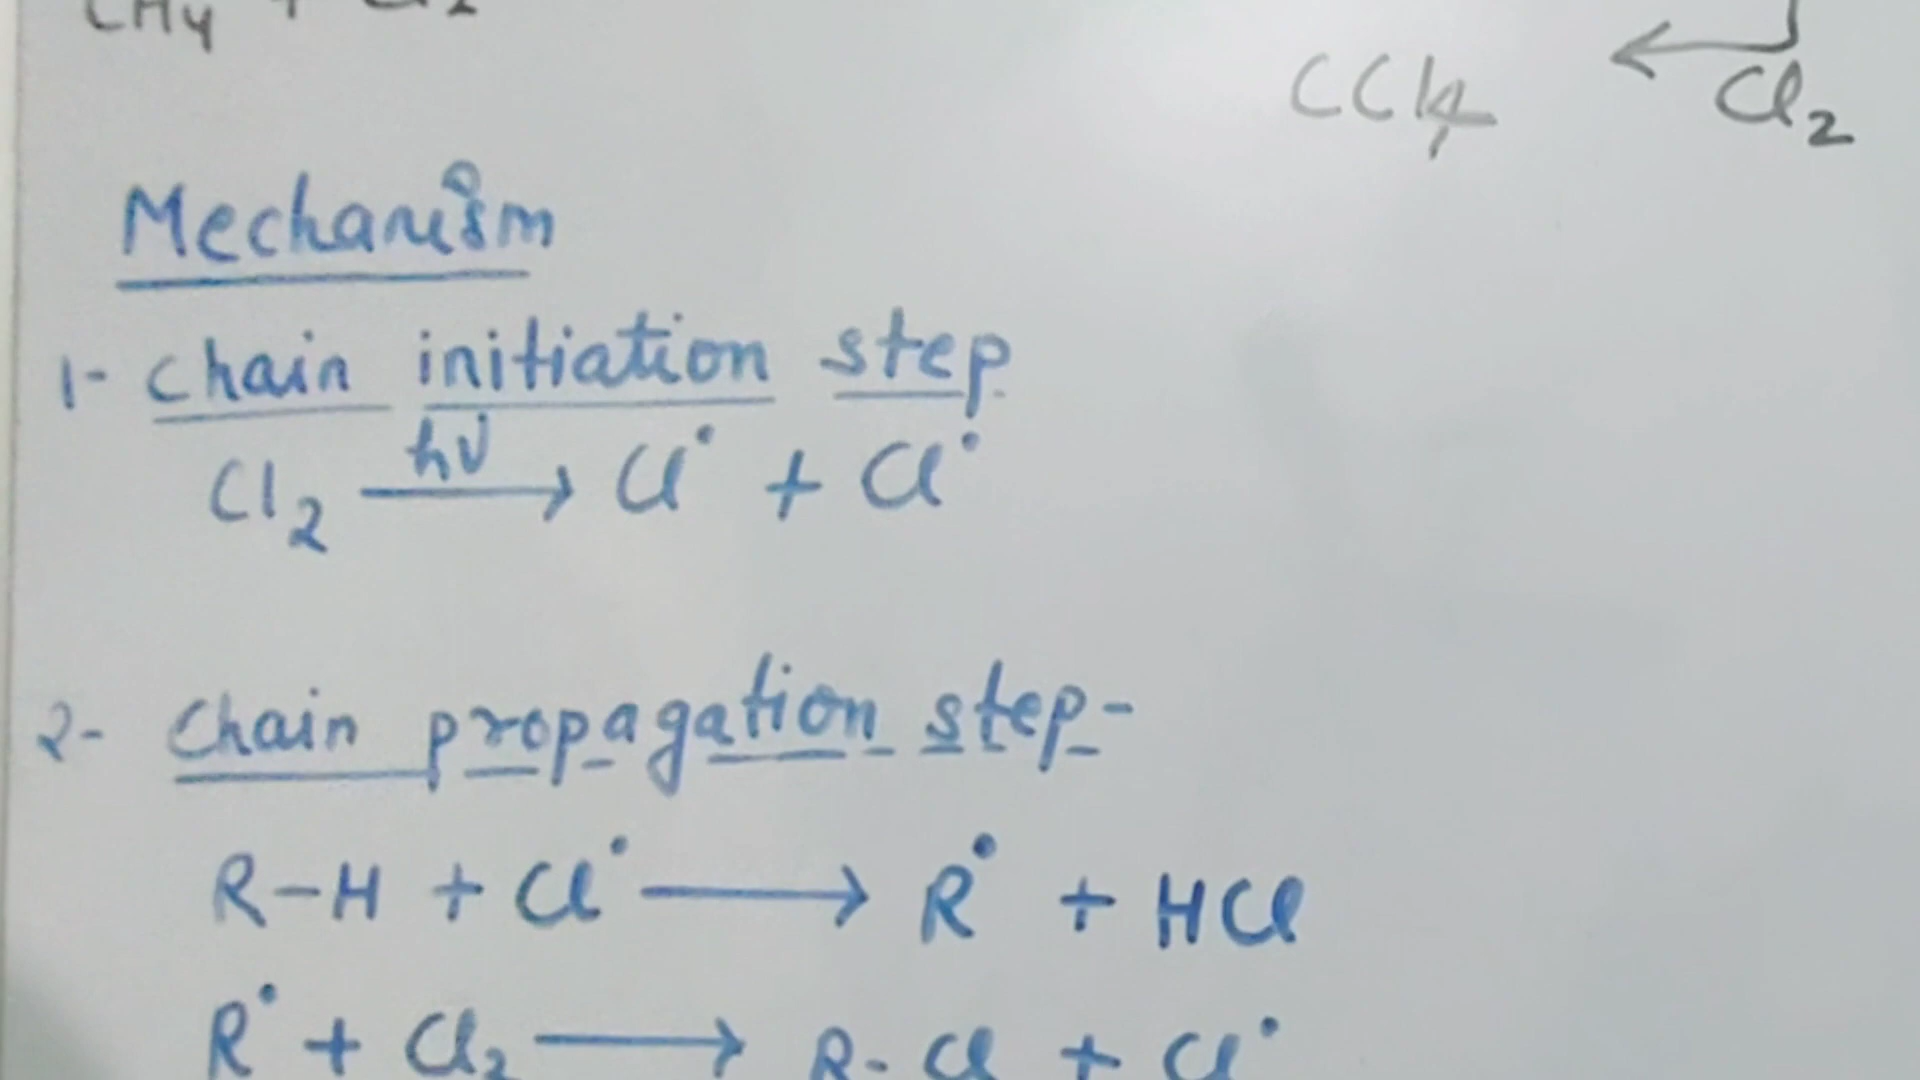 CH4 + Cl2
CCl4 ← Cl2
Mechanism
1- Chain initiation step
Cl2 hν→ Cl• + Cl•
2- Chain propagation step-
R-H + Cl• → R• + HCl
R• + Cl2 → R-Cl + Cl•